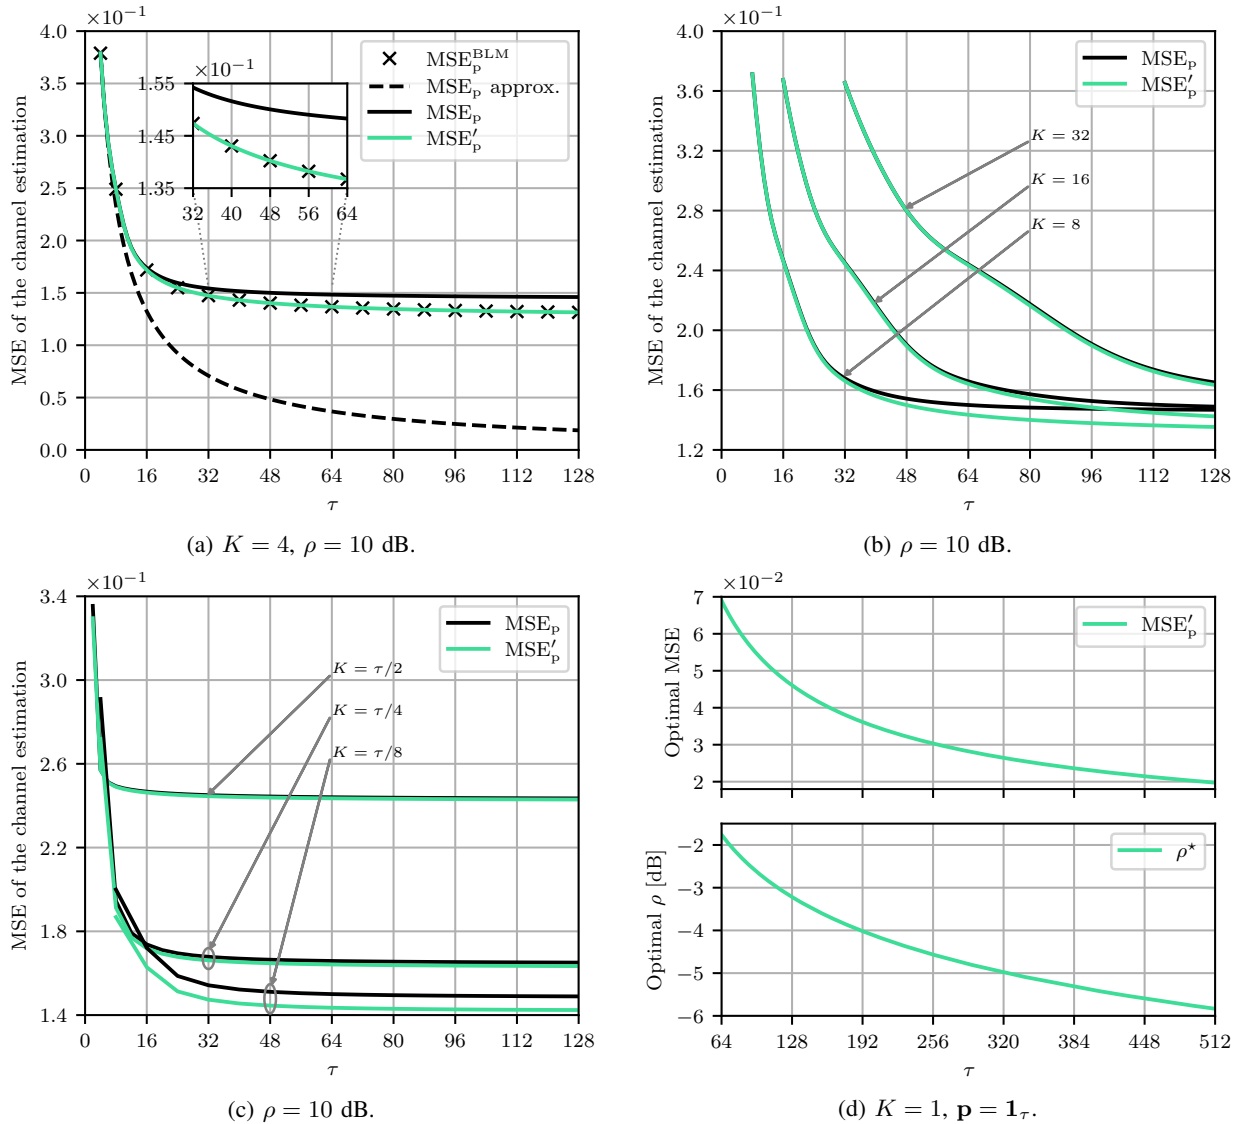 ×10⁻¹
4.0
3.5
3.0
2.5
2.0
1.5
1.0
0.5
0.0
MSE of the channel estimation
0 16 32 48 64 80 96 112 128
τ
MSE_p^BLM
MSE_p approx.
MSE_p
MSE′_p
×10⁻¹
1.55
1.45
1.35
32 40 48 56 64
(a) K = 4, ρ = 10 dB.
×10⁻¹
4.0
3.6
3.2
2.8
2.4
2.0
1.6
1.2
MSE of the channel estimation
0 16 32 48 64 80 96 112 128
τ
MSE_p
MSE′_p
K = 32
K = 16
K = 8
(b) ρ = 10 dB.
×10⁻¹
3.4
3.0
2.6
2.2
1.8
1.4
MSE of the channel estimation
0 16 32 48 64 80 96 112 128
τ
MSE_p
MSE′_p
K = τ/2
K = τ/4
K = τ/8
(c) ρ = 10 dB.
×10⁻²
7
6
5
4
3
2
Optimal MSE
MSE′_p
−2
−3
−4
−5
−6
Optimal ρ [dB]
ρ⋆
64 128 192 256 320 384 448 512
τ
(d) K = 1, p = 1_τ.